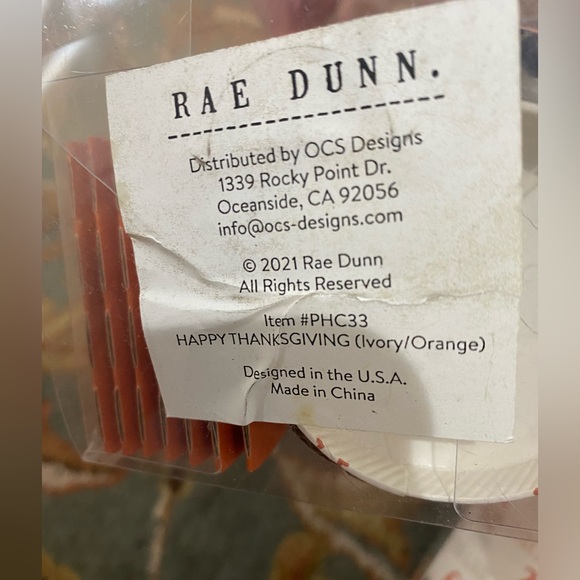 RAE DUNN.
Distributed by OCS Designs
1339 Rocky Point Dr.
Oceanside, CA 92056
info@ocs-designs.com
© 2021 Rae Dunn
All Rights Reserved
Item #PHC33
HAPPY THANKSGIVING (Ivory/Orange)
Designed in the U.S.A.
Made in China